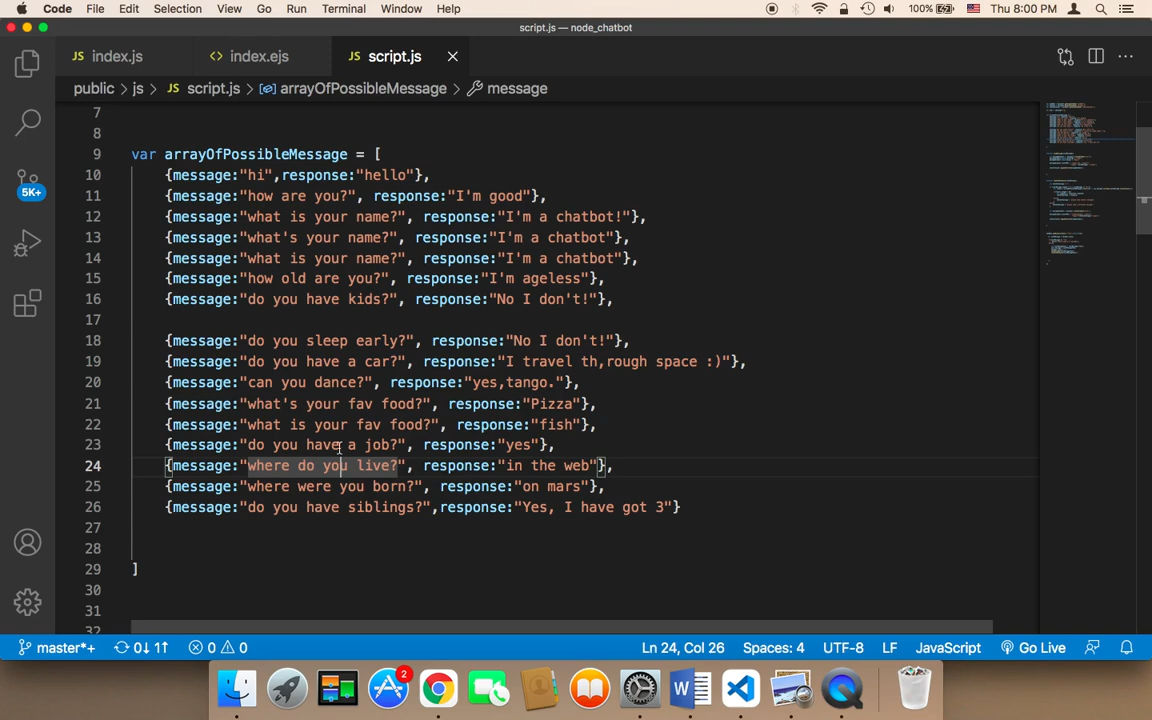 Code File Edit Selection View Go Run Terminal Window Help 100% Thu 8:00 PM
script.js — node_chatbot
JS index.js <> index.ejs JS script.js
public > js > JS script.js > arrayOfPossibleMessage > message
7
8
9 var arrayOfPossibleMessage = [
10 {message:"hi",response:"hello"},
11 {message:"how are you?", response:"I'm good"},
12 {message:"what is your name?", response:"I'm a chatbot!"},
13 {message:"what's your name?", response:"I'm a chatbot"},
14 {message:"what is your name?", response:"I'm a chatbot"},
15 {message:"how old are you?", response:"I'm ageless"},
16 {message:"do you have kids?", response:"No I don't!"},
17
18 {message:"do you sleep early?", response:"No I don't!"},
19 {message:"do you have a car?", response:"I travel th,rough space :)"},
20 {message:"can you dance?", response:"yes,tango."},
21 {message:"what's your fav food?", response:"Pizza"},
22 {message:"what is your fav food?", response:"fish"},
23 {message:"do you have a job?", response:"yes"},
24 {message:"where do you live?", response:"in the web"},
25 {message:"where were you born?", response:"on mars"},
26 {message:"do you have siblings?",response:"Yes, I have got 3"}
27
28
29 ]
30
31
32
5K+
master*+ 0↓ 1↑ 0 0 Ln 24, Col 26 Spaces: 4 UTF-8 LF JavaScript Go Live
2